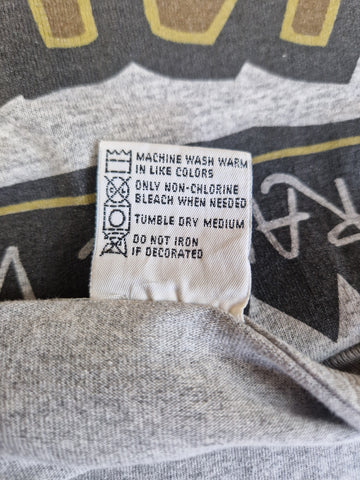 MACHINE WASH WARM
IN LIKE COLORS
ONLY NON-CHLORINE
BLEACH WHEN NEEDED
TUMBLE DRY MEDIUM
DO NOT IRON
IF DECORATED